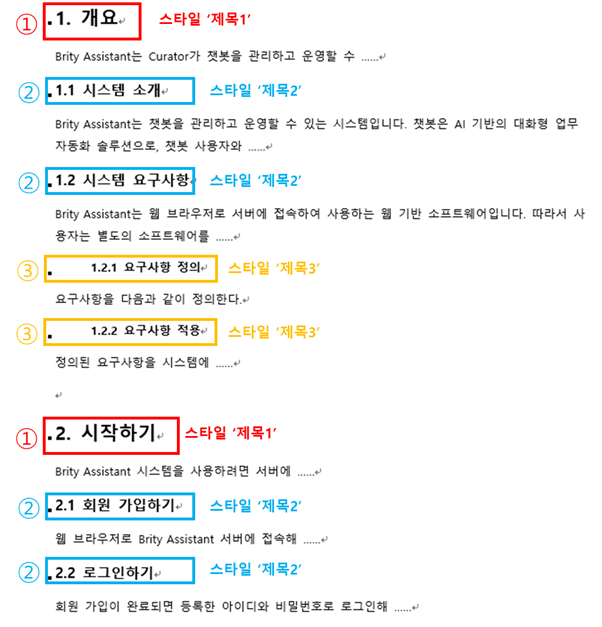 ① 1. 개요 스타일 ‘제목1’
Brity Assistant는 Curator가 챗봇을 관리하고 운영할 수 ......
② 1.1 시스템 소개 스타일 ‘제목2’
Brity Assistant는 챗봇을 관리하고 운영할 수 있는 시스템입니다. 챗봇은 AI 기반의 대화형 업무
자동화 솔루션으로, 챗봇 사용자와 ......
② 1.2 시스템 요구사항 스타일 ‘제목2’
Brity Assistant는 웹 브라우저로 서버에 접속하여 사용하는 웹 기반 소프트웨어입니다. 따라서 사
용자는 별도의 소프트웨어를 ......
③ 1.2.1 요구사항 정의 스타일 ‘제목3’
요구사항을 다음과 같이 정의한다.
③ 1.2.2 요구사항 적용 스타일 ‘제목3’
정의된 요구사항을 시스템에 ......
① 2. 시작하기 스타일 ‘제목1’
Brity Assistant 시스템을 사용하려면 서버에 ......
② 2.1 회원 가입하기 스타일 ‘제목2’
웹 브라우저로 Brity Assistant 서버에 접속해 ......
② 2.2 로그인하기 스타일 ‘제목2’
회원 가입이 완료되면 등록한 아이디와 비밀번호로 로그인해 ......